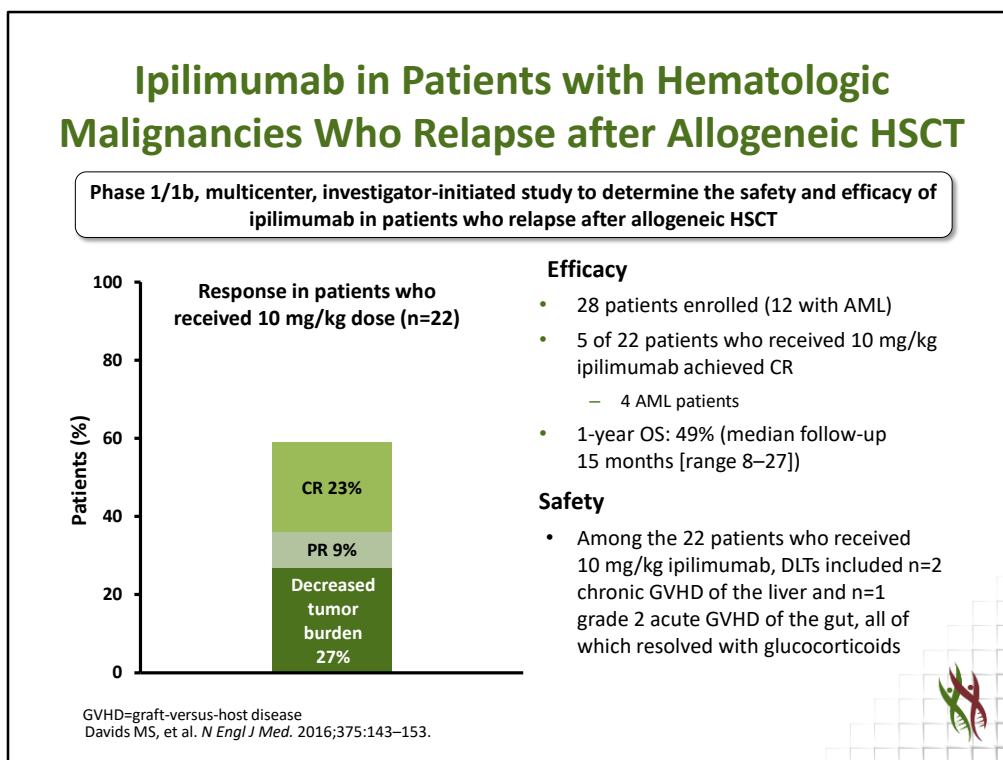 Ipilimumab in Patients with Hematologic
Malignancies Who Relapse after Allogeneic HSCT
Phase 1/1b, multicenter, investigator-initiated study to determine the safety and efficacy of
ipilimumab in patients who relapse after allogeneic HSCT
Response in patients who
received 10 mg/kg dose (n=22)
Patients (%)
100
80
60
40
20
0
CR 23%
PR 9%
Decreased
tumor
burden
27%
Efficacy
• 28 patients enrolled (12 with AML)
• 5 of 22 patients who received 10 mg/kg
ipilimumab achieved CR
– 4 AML patients
• 1-year OS: 49% (median follow-up
15 months [range 8–27])
Safety
• Among the 22 patients who received
10 mg/kg ipilimumab, DLTs included n=2
chronic GVHD of the liver and n=1
grade 2 acute GVHD of the gut, all of
which resolved with glucocorticoids
GVHD=graft-versus-host disease
Davids MS, et al. N Engl J Med. 2016;375:143–153.